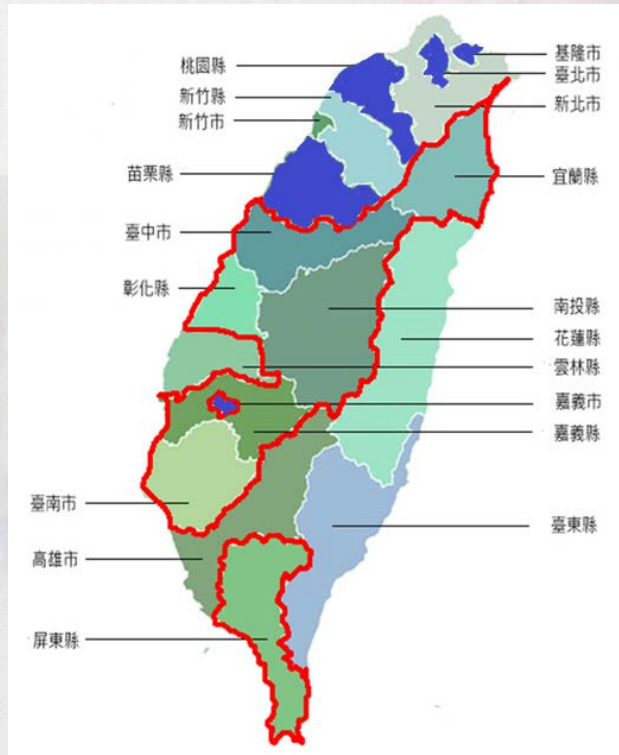 桃園縣
新竹縣
新竹市
苗栗縣
臺中市
彰化縣
臺南市
高雄市
屏東縣
基隆市
臺北市
新北市
宜蘭縣
南投縣
花蓮縣
雲林縣
嘉義市
嘉義縣
臺東縣